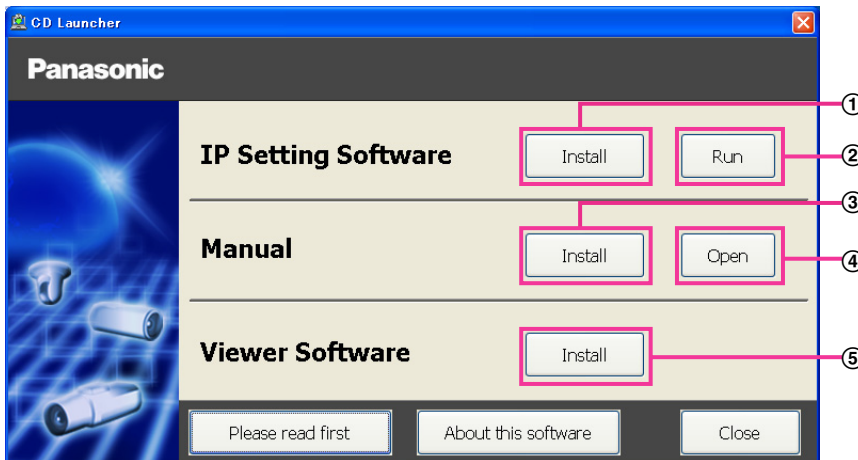 CD Launcher
Panasonic
①
IP Setting Software Install Run ②
③
Manual Install Open ④
Viewer Software Install ⑤
Please read first About this software Close